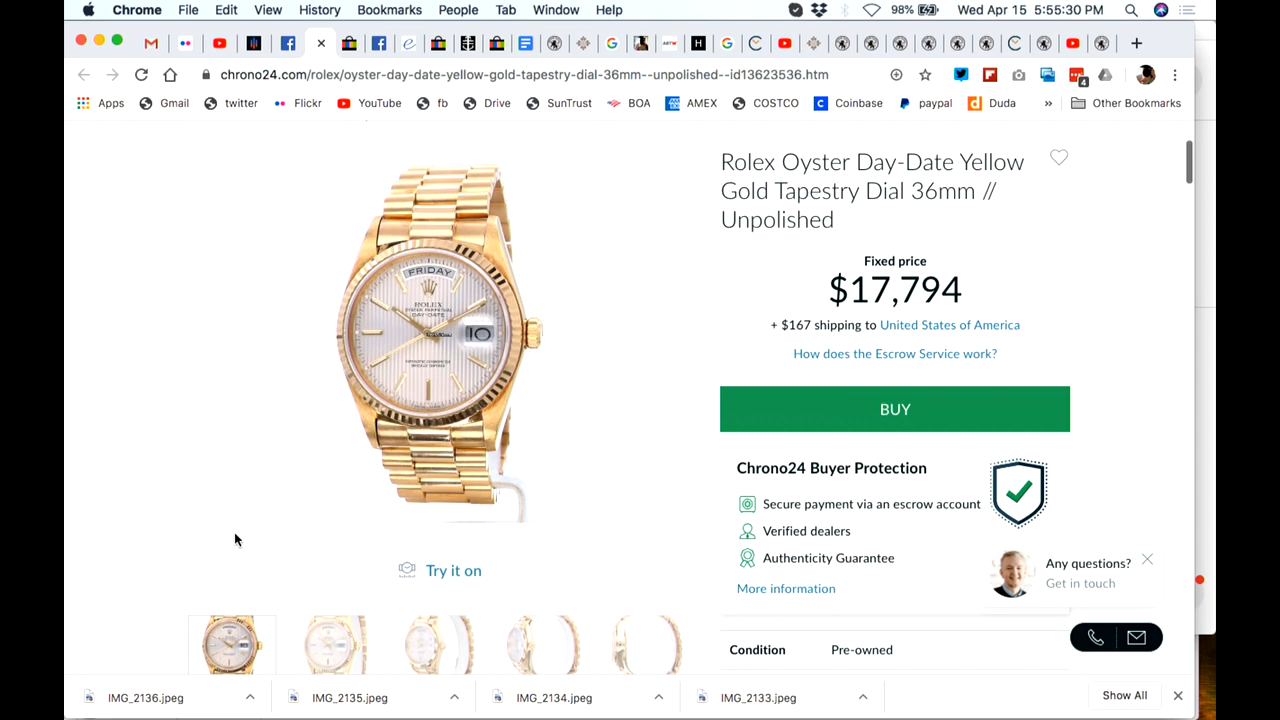 Chrome File Edit View History Bookmarks People Tab Window Help 98% Wed Apr 15 5:55:30 PM
chrono24.com/rolex/oyster-day-date-yellow-gold-tapestry-dial-36mm--unpolished--id13623536.htm
4
Apps Gmail twitter Flickr YouTube fb Drive SunTrust BOA AMEX COSTCO Coinbase paypal Duda » Other Bookmarks
Rolex Oyster Day-Date Yellow
Gold Tapestry Dial 36mm //
Unpolished
Fixed price
$17,794
+ $167 shipping to United States of America
How does the Escrow Service work?
BUY
Chrono24 Buyer Protection
Secure payment via an escrow account
Verified dealers
Authenticity Guarantee
More information
Any questions?
Get in touch
Condition Pre-owned
FRIDAY
ROLEX
OYSTER PERPETUAL
DAY-DATE
10
Try it on
IMG_2136.jpeg IMG_2135.jpeg IMG_2134.jpeg IMG_2133.jpeg Show All